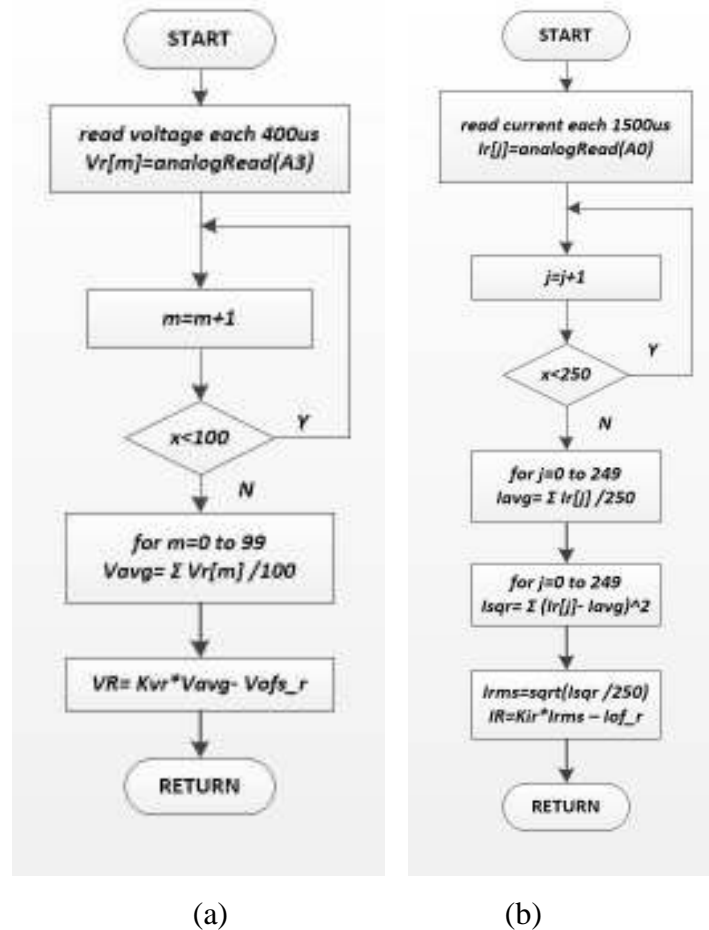 START
read voltage each 400us
Vr[m]=analogRead(A3)
m=m+1
x<100
Y
N
for m=0 to 99
Vavg= Σ Vr[m] /100
VR= Kvr*Vavg- Vofs_r
RETURN
(a)
START
read current each 1500us
Ir[j]=analogRead(A0)
j=j+1
x<250
Y
N
for j=0 to 249
Iavg= Σ Ir[j] /250
for j=0 to 249
Isqr= Σ (Ir[j]- Iavg)^2
Irms=sqrt(Isqr /250)
IR=Kir*Irms – Iof_r
RETURN
(b)